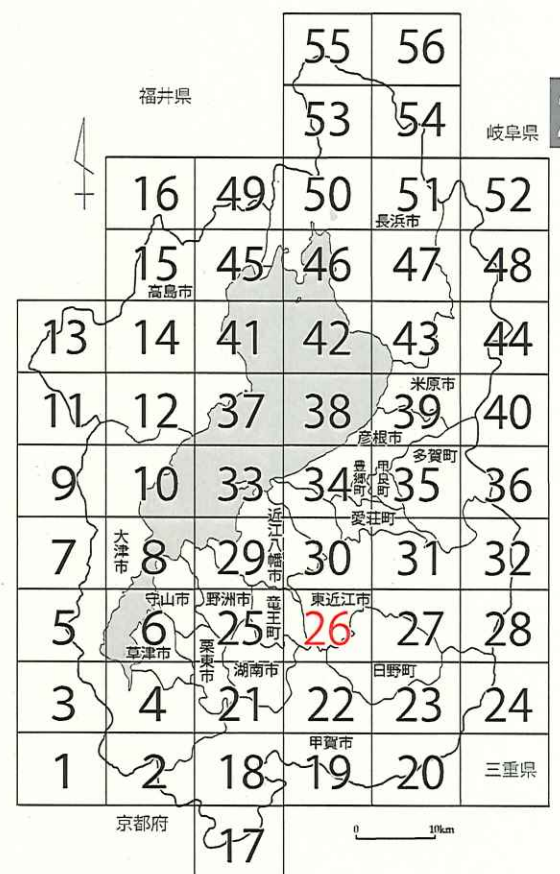 55 56
福井県
53 54
岐阜県
16 49 50 51 52
長浜市
15 45 46 47 48
高島市
13 14 41 42 43 44
米原市
11 12 37 38 39 40
彦根市
多賀町
9 10 33 34 豊郷町 甲良町 35 36
愛荘町
大津市
近江八幡市
7 8 29 30 31 32
守山市 野洲市 竜王町 東近江市
5 6 25 26 27 28
草津市 栗東市 湖南市 日野町
3 4 21 22 23 24
甲賀市
1 2 18 19 20 三重県
京都府
17
0 10km